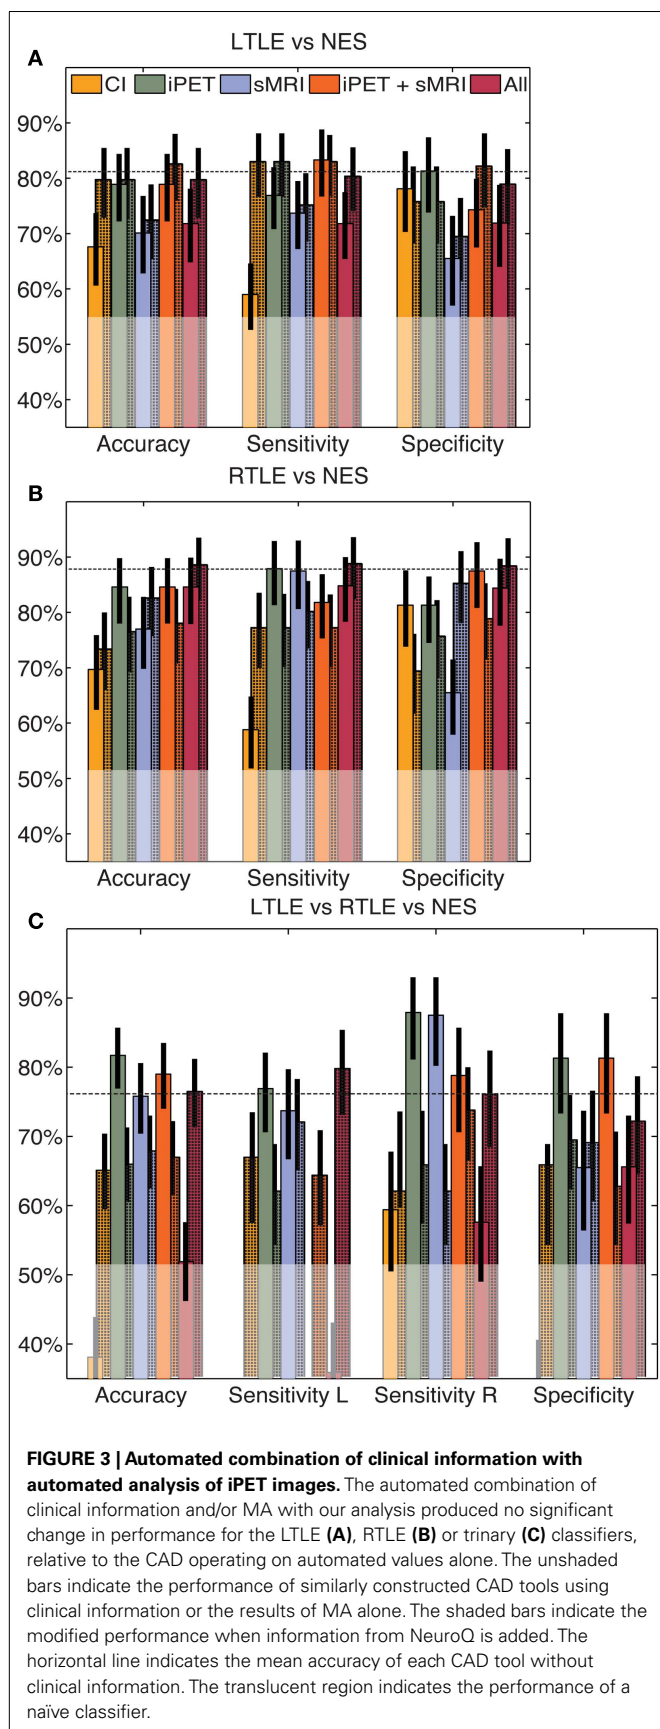 LTLE vs NES
A
CI iPET sMRI iPET + sMRI All
90%
80%
70%
60%
50%
40%
Accuracy Sensitivity Specificity
RTLE vs NES
B
90%
80%
70%
60%
50%
40%
Accuracy Sensitivity Specificity
LTLE vs RTLE vs NES
C
90%
80%
70%
60%
50%
40%
Accuracy Sensitivity L Sensitivity R Specificity
FIGURE 3 | Automated combination of clinical information with
automated analysis of iPET images. The automated combination of
clinical information and/or MA with our analysis produced no significant
change in performance for the LTLE (A), RTLE (B) or trinary (C) classifiers,
relative to the CAD operating on automated values alone. The unshaded
bars indicate the performance of similarly constructed CAD tools using
clinical information or the results of MA alone. The shaded bars indicate the
modified performance when information from NeuroQ is added. The
horizontal line indicates the mean accuracy of each CAD tool without
clinical information. The translucent region indicates the performance of a
naïve classifier.